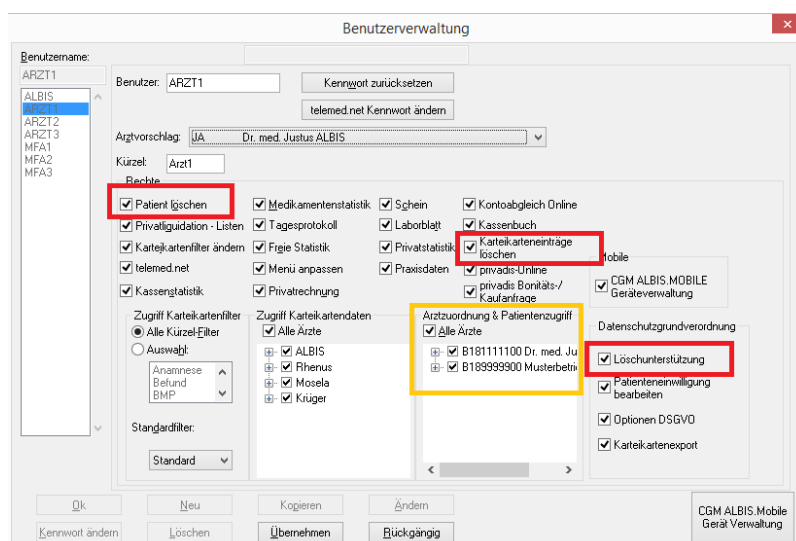 Benutzerverwaltung
Benutzername:
ARZT1
ALBIS
ARZT1
ARZT2
ARZT3
MFA1
MFA2
MFA3
Benutzer: ARZT1
Kennwort zurücksetzen
telemed.net Kennwort ändern
Arztvorschlag: JA Dr. med. Justus ALBIS
Kürzel: Arzt1
Rechte
Patient löschen
Medikamentenstatistik
Schein
Kontoabgleich Online
Privatliquidation - Listen
Tagesprotokoll
Laborblatt
Kassenbuch
Karteikartenfilter ändern
Freie Statistik
Privatstatistik
Karteikarteneinträge
löschen
telemed.net
Menü anpassen
Praxisdaten
privadis-Online
Kassenstatistik
Privatrechnung
privadis Bonitäts-/
Kaufanfrage
Mobile
CGM ALBIS.MOBILE
Geräteverwaltung
Zugriff Karteikartenfilter
Alle Kürzel-Filter
Auswahl:
Anamnese
Befund
BMP
Standardfilter:
Standard
Zugriff Karteikartendaten
Alle Ärzte
ALBIS
Rhenus
Mosela
Krüger
Arztzuordnung & Patientenzugriff
Alle Ärzte
B181111100 Dr. med. Ju
B189999900 Musterbetri
Datenschutzgrundverordnung
Löschunterstützung
Patienteneinwilligung
bearbeiten
Optionen DSGVO
Karteikartenexport
Ok
Neu
Kopieren
Ändern
Kennwort ändern
Löschen
Übernehmen
Rückgängig
CGM ALBIS.Mobile
Gerät Verwaltung